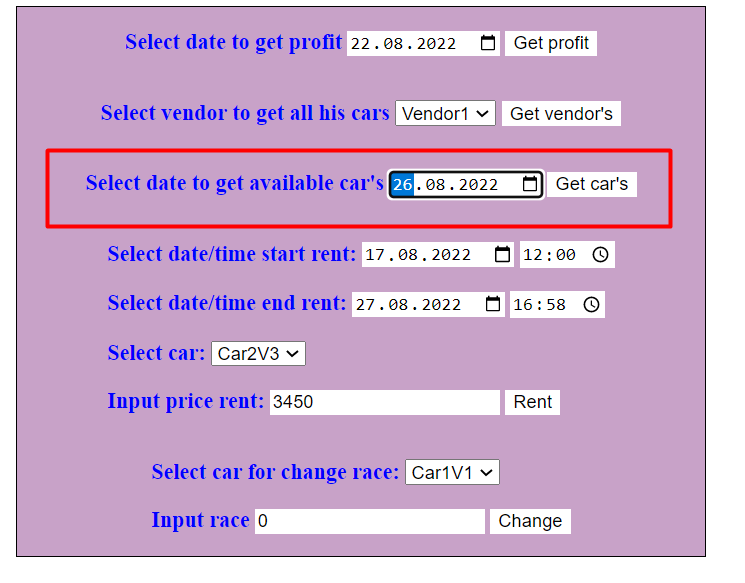 Select date to get profit 22.08.2022 Get profit
Select vendor to get all his cars Vendor1 Get vendor's
Select date to get available car's 26.08.2022 Get car's
Select date/time start rent: 17.08.2022 12:00
Select date/time end rent: 27.08.2022 16:58
Select car: Car2V3
Input price rent: 3450 Rent
Select car for change race: Car1V1
Input race 0 Change